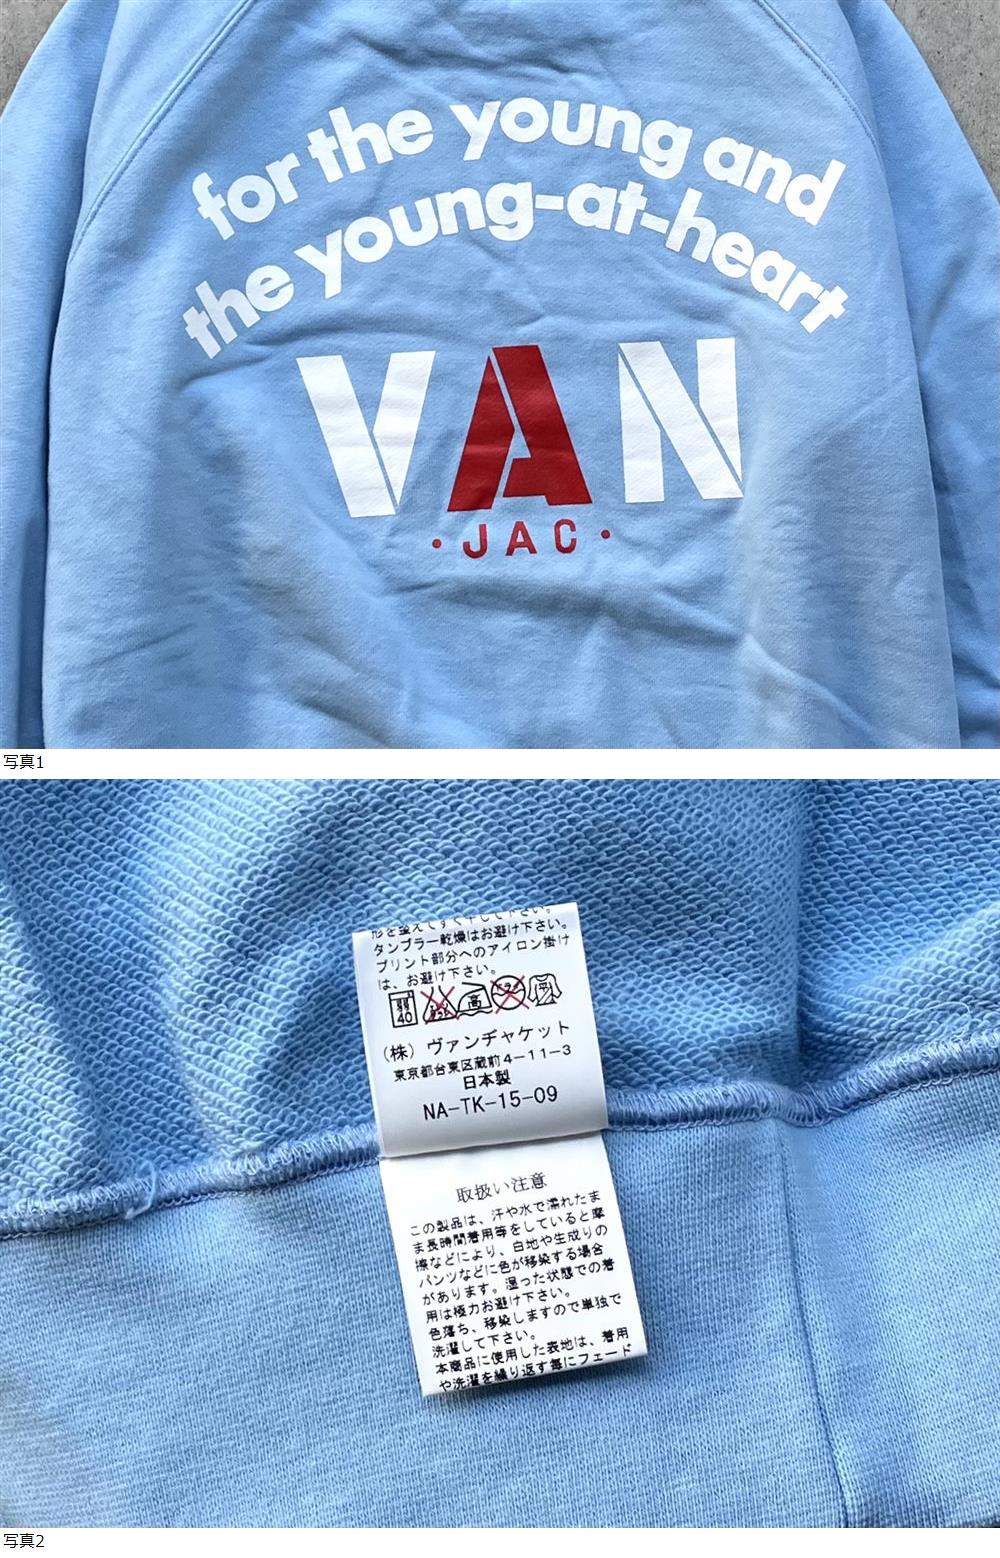 for the young and
the young-at-heart
VAN
・JAC・
写真1
タンブラー乾燥はお避け下さい。
プリント部分へのアイロン掛け
は、お避け下さい。
40 高
(株) ヴァンヂャケット
東京都台東区蔵前4-11-3
日本製
NA-TK-15-09
取扱い注意
この製品は、汗や水で濡れたま
ま長時間着用等をしていると摩
擦などにより、白地や生成りの
パンツなどに色が移染する場合
があります。湿った状態での着
用は極力お避け下さい。
色落ち、移染しますので単独で
洗濯して下さい。
本商品に使用した表地は、着用
や洗濯を繰り返す毎にフェード
写真2